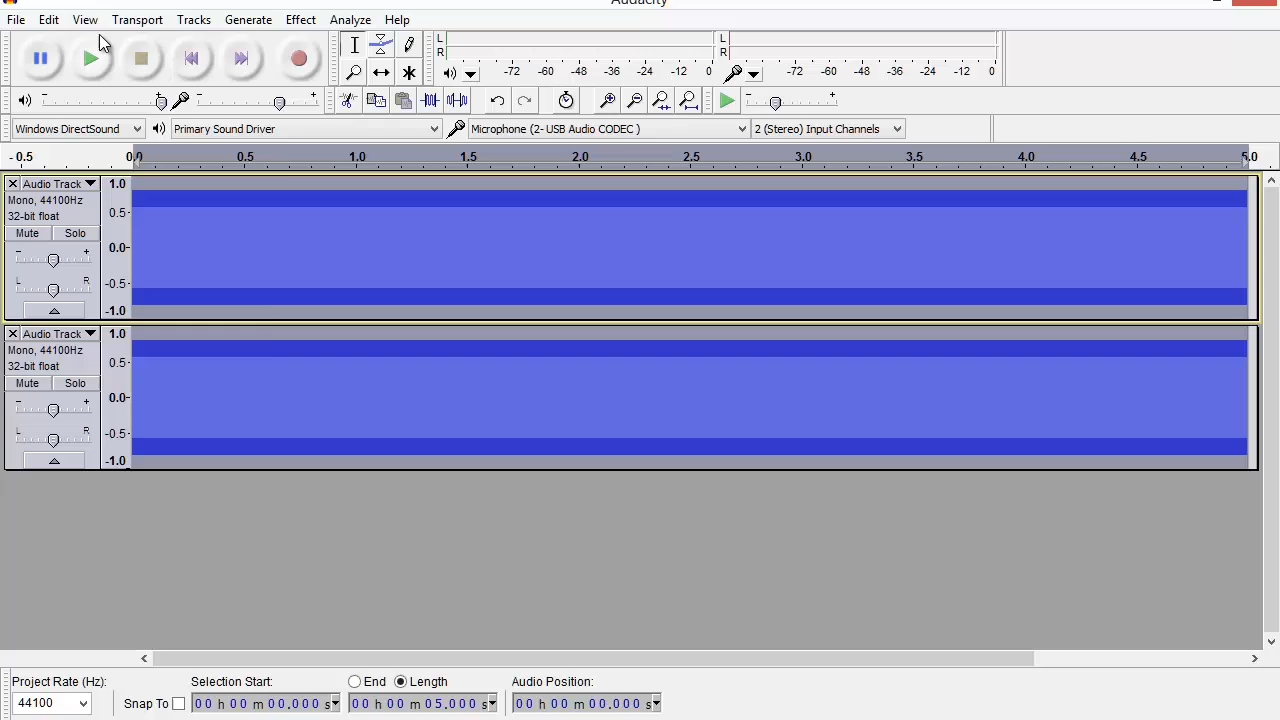 Audacity
File Edit View Transport Tracks Generate Effect Analyze Help
L R -72 -60 -48 -36 -24 -12 0
L R -72 -60 -48 -36 -24 -12 0
Windows DirectSound Primary Sound Driver Microphone (2- USB Audio CODEC ) 2 (Stereo) Input Channels
- 0.5 0.0 0.5 1.0 1.5 2.0 2.5 3.0 3.5 4.0 4.5 5.0
Audio Track 1.0
Mono, 44100Hz
32-bit float 0.5-
Mute Solo 0.0-
- +
L R -0.5-
-1.0
Audio Track 1.0
Mono, 44100Hz
32-bit float 0.5-
Mute Solo 0.0-
- +
L R -0.5-
-1.0
Project Rate (Hz): Selection Start: End Length Audio Position:
44100 Snap To 00 h 00 m 00.000 s 00 h 00 m 05.000 s 00 h 00 m 00.000 s